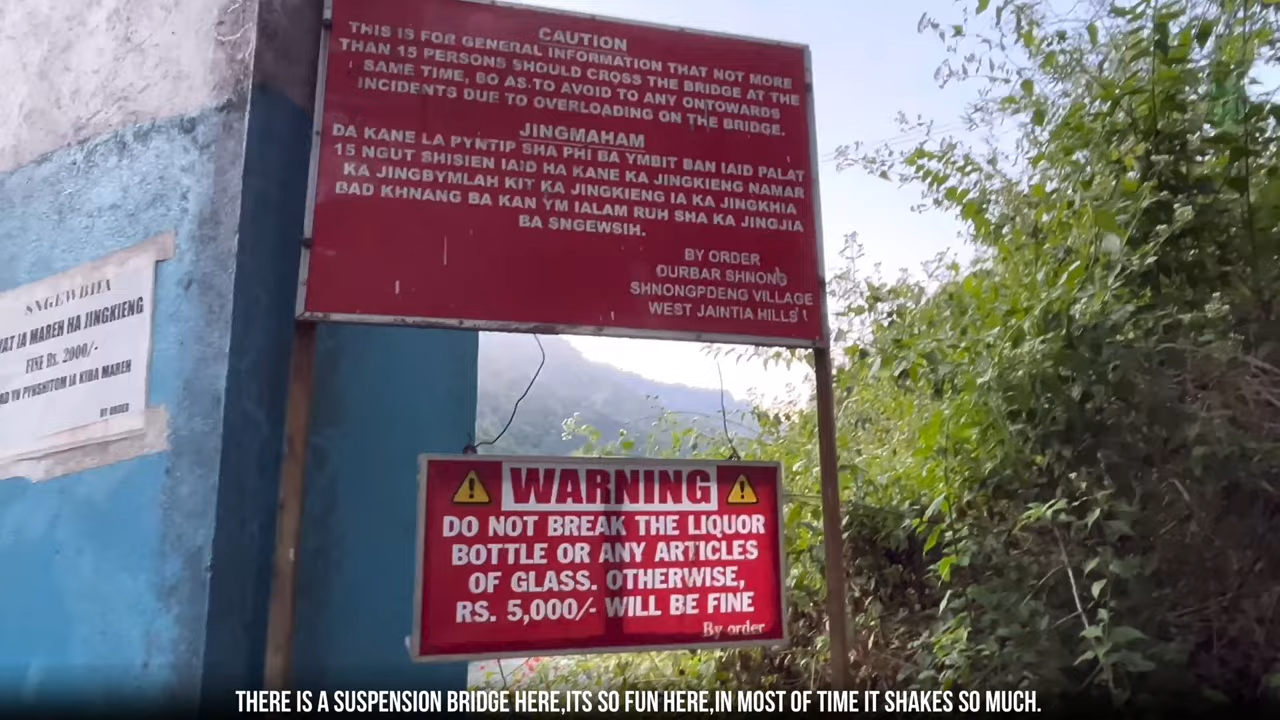 CAUTION
THIS IS FOR GENERAL INFORMATION THAT NOT MORE
THAN 15 PERSONS SHOULD CROSS THE BRIDGE AT THE
SAME TIME, SO AS.TO AVOID TO ANY ONTOWARDS
INCIDENTS DUE TO OVERLOADING ON THE BRIDGE.
JINGMAHAM
DA KANE LA PYNTIP SHA PHI BA YMBIT BAN IAID PALAT
15 NGUT SHISIEN IAID HA KANE KA JINGKIENG NAMAR
KA JINGBYMLAH KIT KA JINGKIENG IA KA JINGKHIA
BAD KHNANG BA KAN YM IALAM RUH SHA KA JINGJIA
BA SNGEWSIH.
BY ORDER
DURBAR SHNONG
SHNONGPDENG VILLAGE
WEST JAINTIA HILLS
SNGEWBHA
WAT IA MAREH HA JINGKIENG
FINE Rs. 2000/-
YN PYNSHITOM IA KIBA MAREH
BY ORDER
WARNING
DO NOT BREAK THE LIQUOR
BOTTLE OR ANY ARTICLES
OF GLASS. OTHERWISE,
RS. 5,000/- WILL BE FINE
By order
THERE IS A SUSPENSION BRIDGE HERE,ITS SO FUN HERE,IN MOST OF TIME IT SHAKES SO MUCH.